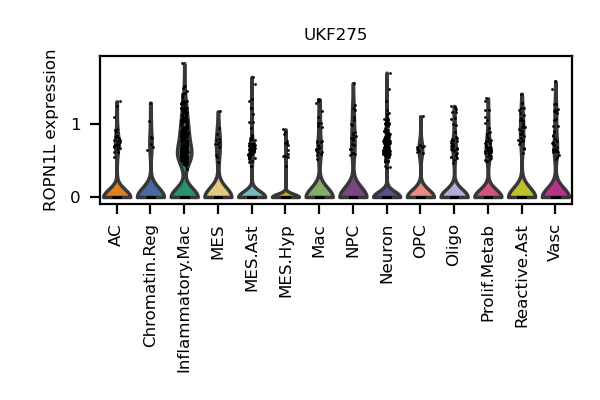 UKF275
ROPN1L expression
1
0
AC
Chromatin.Reg
Inflammatory.Mac
MES
MES.Ast
MES.Hyp
Mac
NPC
Neuron
OPC
Oligo
Prolif.Metab
Reactive.Ast
Vasc